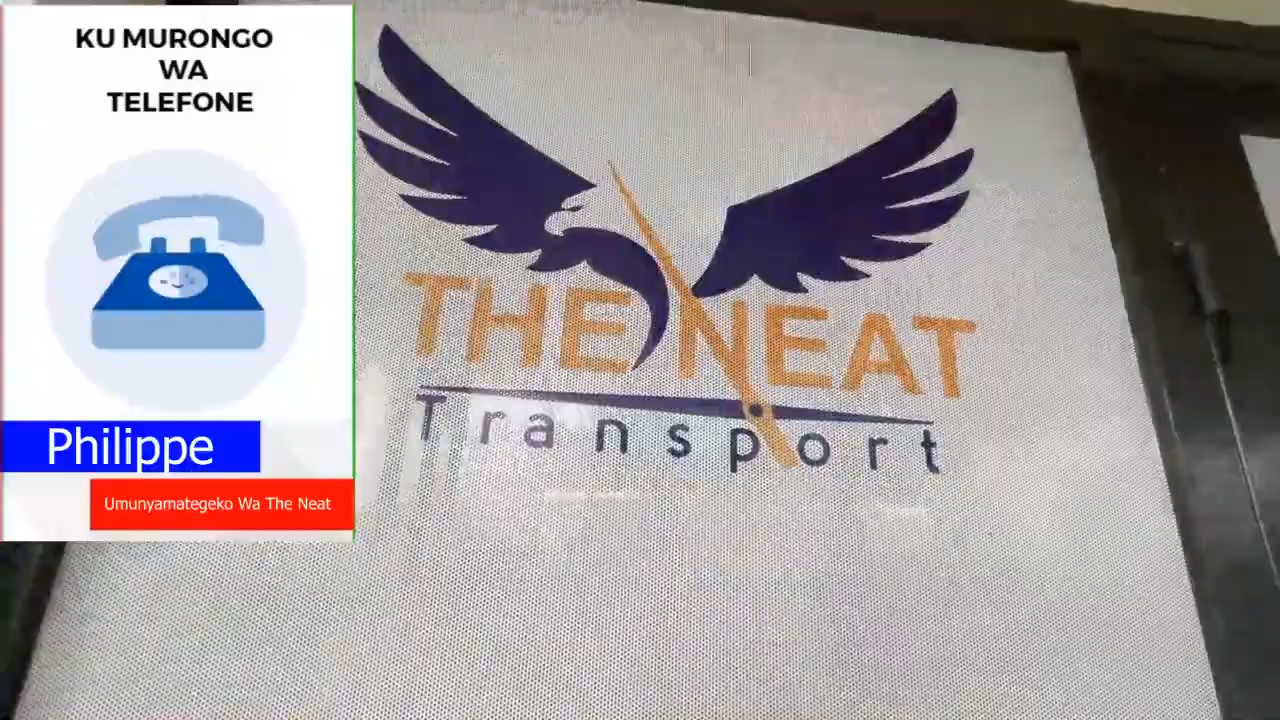 KU MURONGO
WA
TELEFONE
Philippe
Umunyamategeko Wa The Neat
THE NEAT
Transport